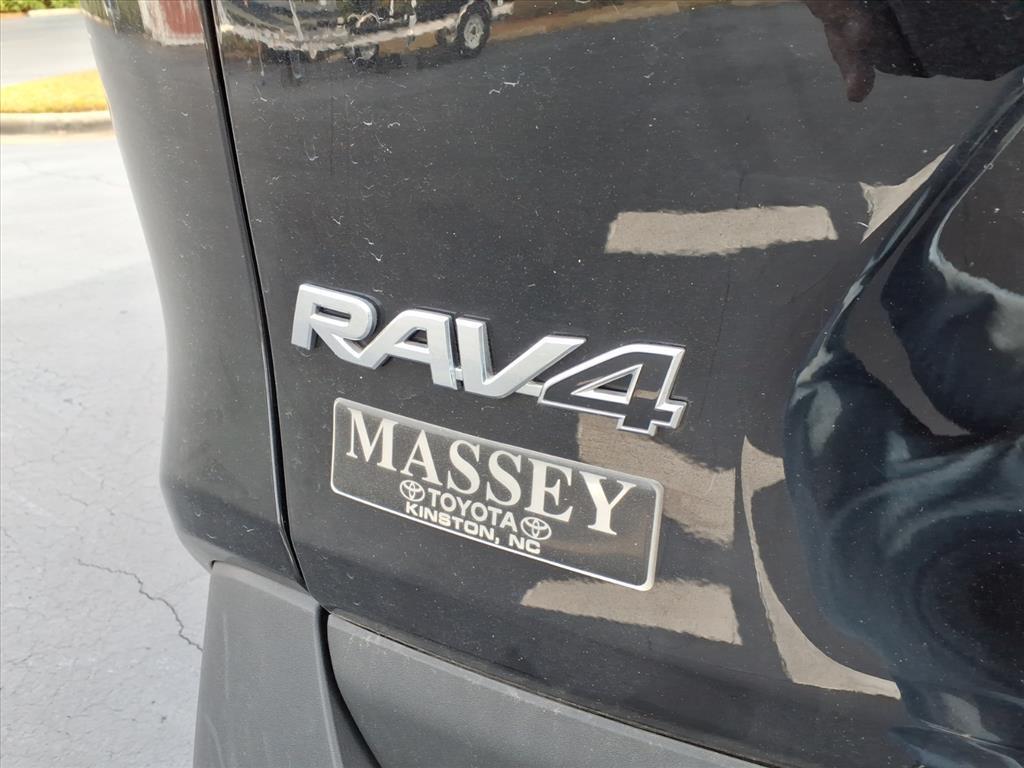 RAV4
MASSEY
TOYOTA
KINSTON, NC